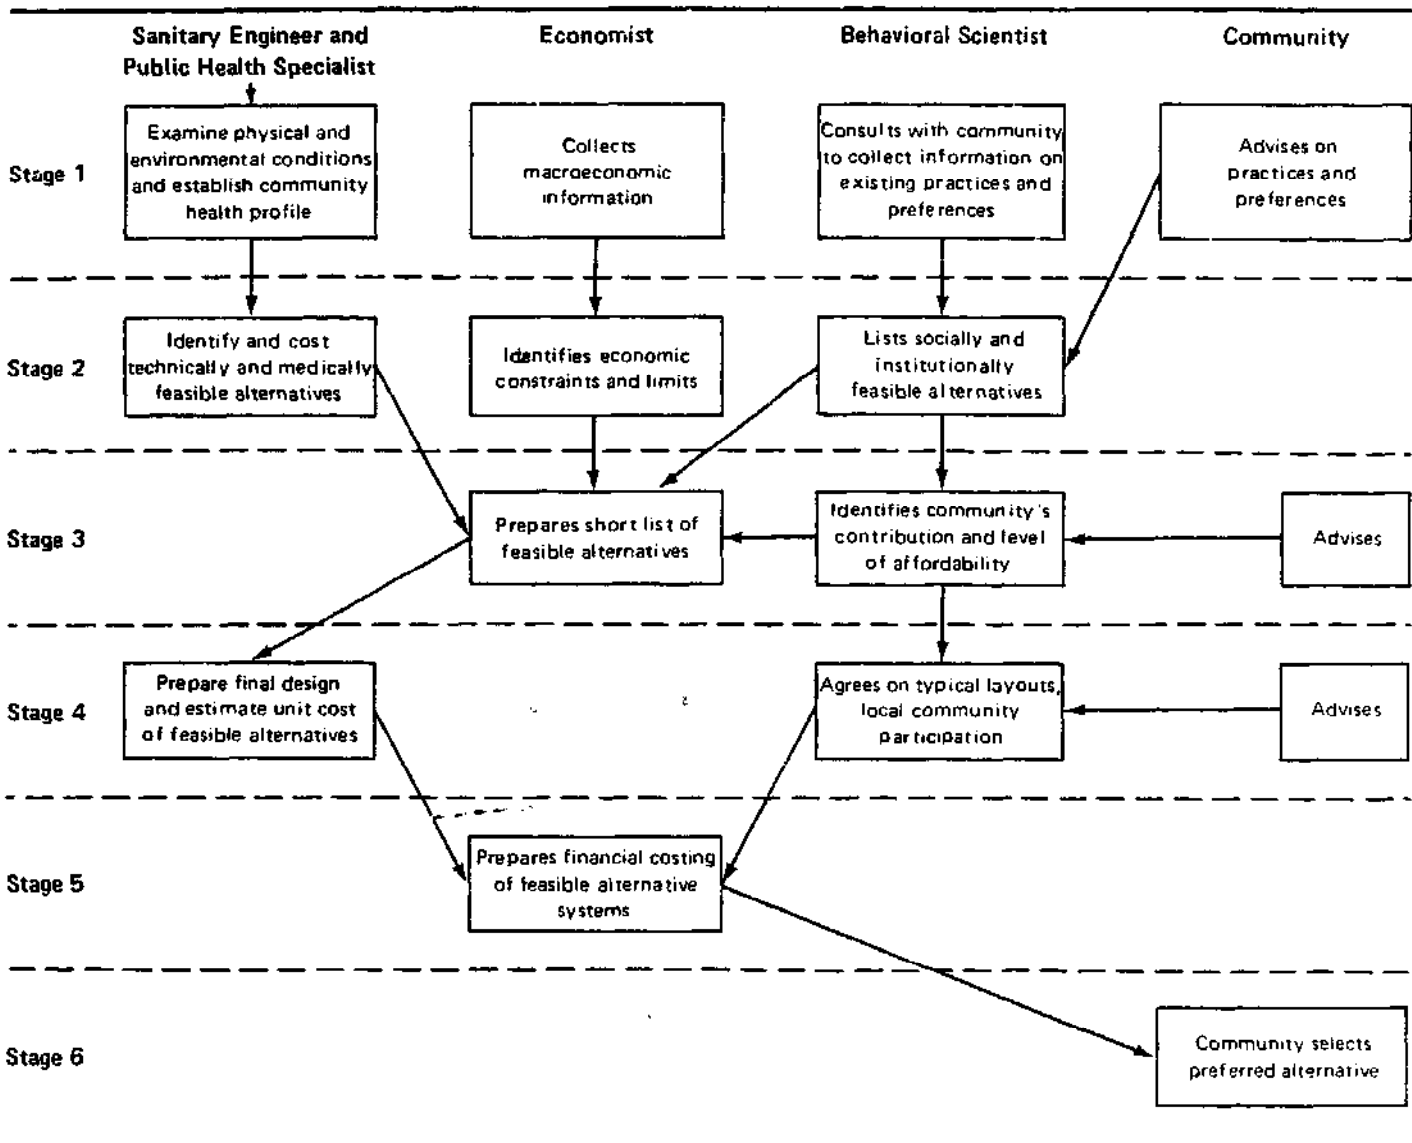 Sanitary Engineer and
Public Health Specialist
Economist
Behavioral Scientist
Community
Stage 1
Examine physical and
environmental conditions
and establish community
health profile
Collects
macroeconomic
information
Consults with community
to collect information on
existing practices and
preferences
Advises on
practices and
preferences
Stage 2
Identify and cost
technically and medically
feasible alternatives
Identifies economic
constraints and limits
Lists socially and
institutionally
feasible alternatives
Stage 3
Prepares short list of
feasible alternatives
Identifies community's
contribution and level
of affordability
Advises
Stage 4
Prepare final design
and estimate unit cost
of feasible alternatives
Agrees on typical layouts,
local community
participation
Advises
Stage 5
Prepares financial costing
of feasible alternative
systems
Stage 6
Community selects
preferred alternative